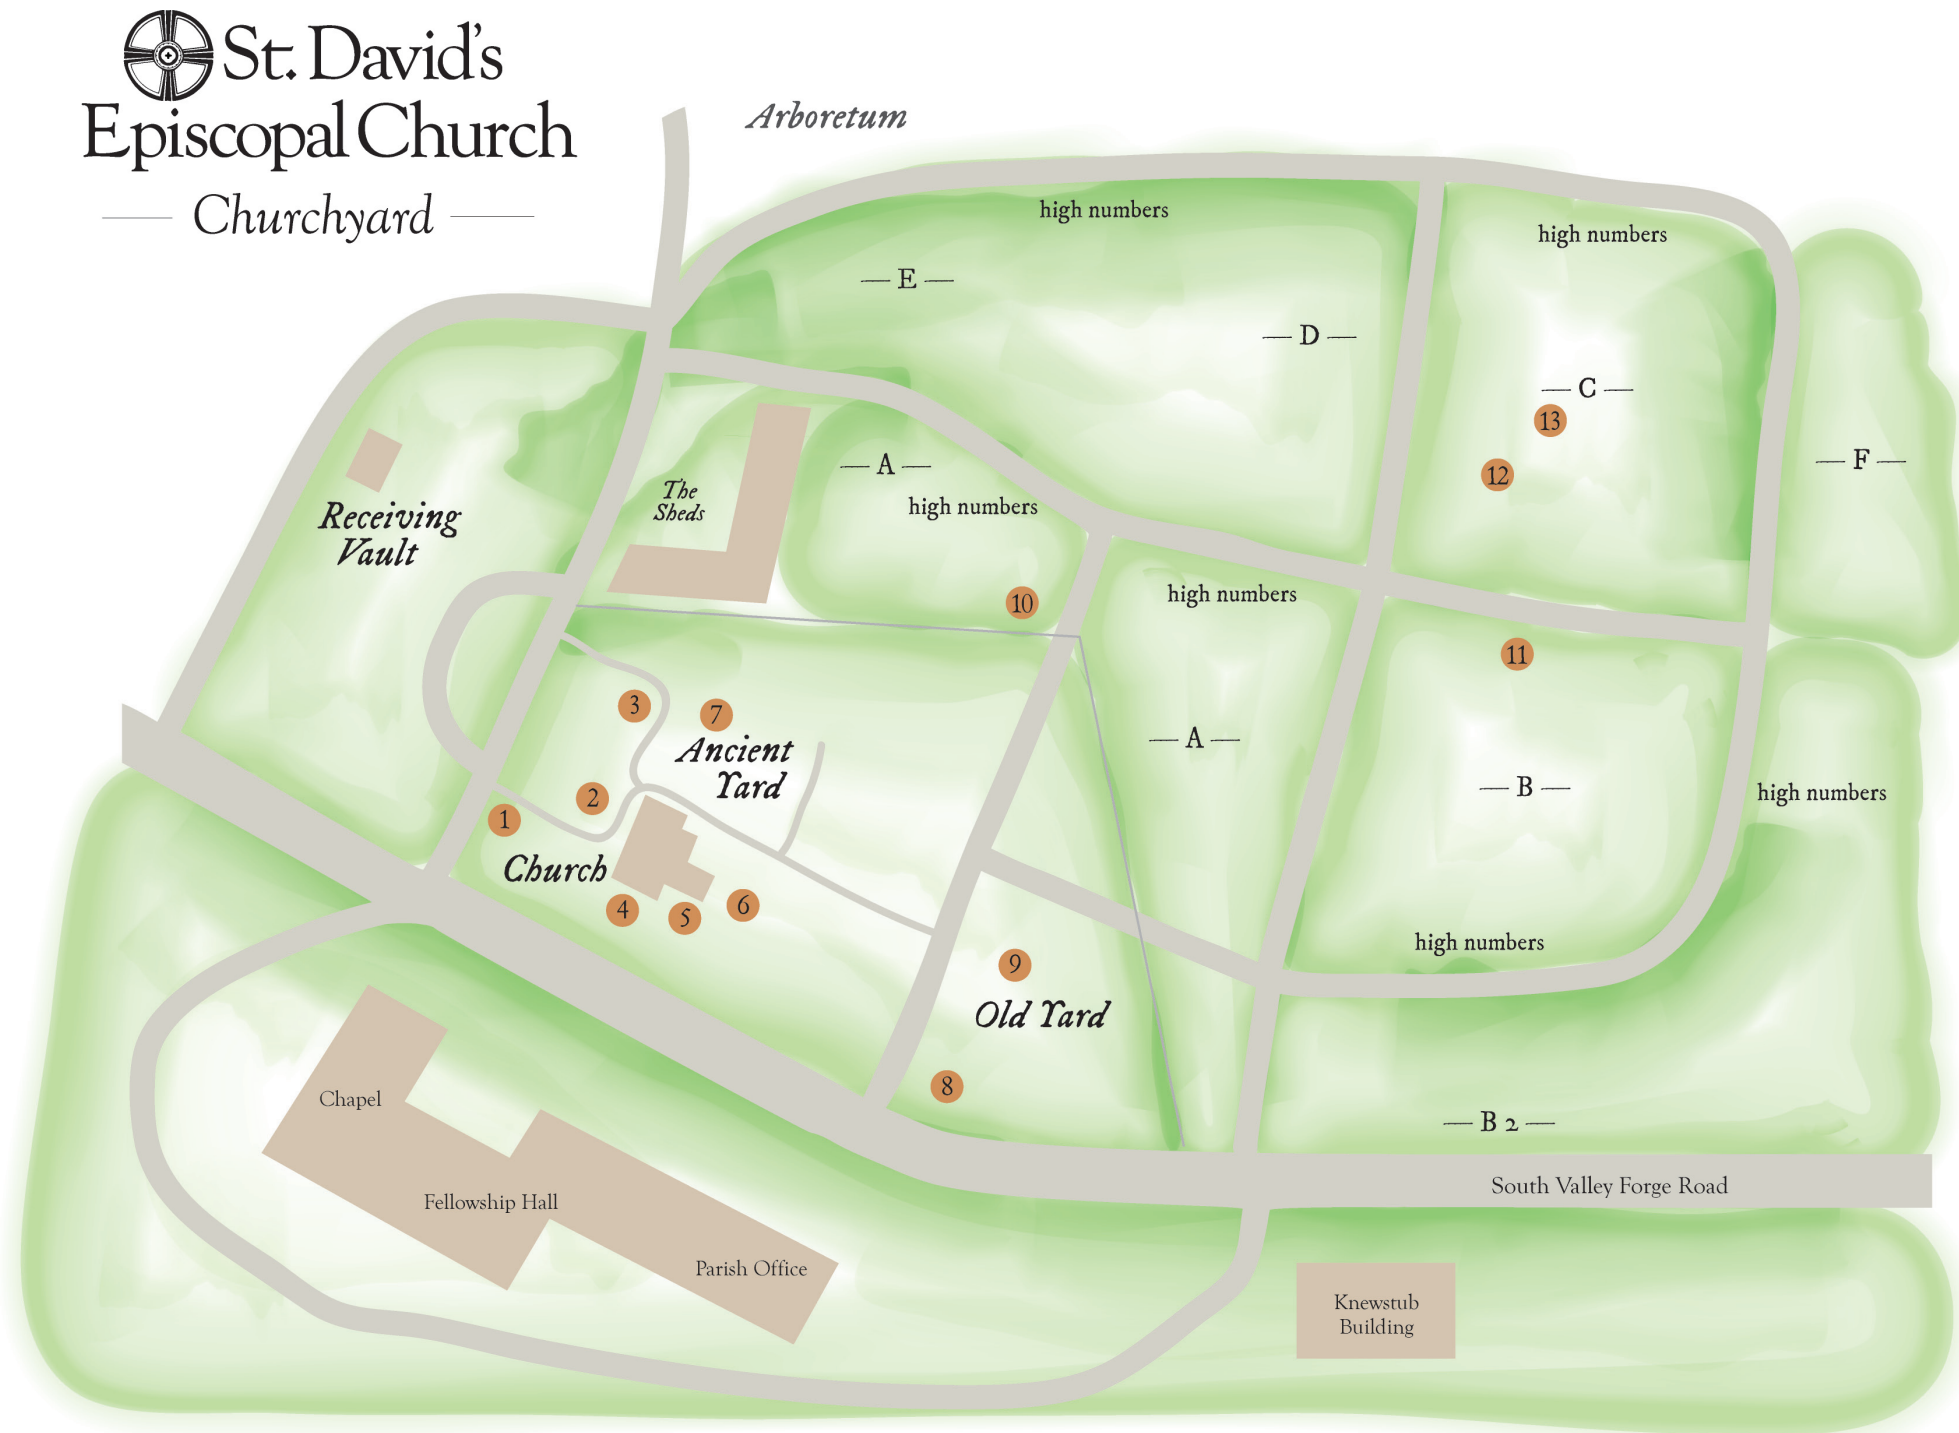 St. David's
Episcopal Church
Churchyard
Arboretum
high numbers
high numbers
E
D
C
13
12
F
A
high numbers
The
Sheds
Receiving
Vault
10
high numbers
11
3
7
Ancient
Yard
A
B
high numbers
2
1
Church
4
5
6
high numbers
9
Old Yard
8
Chapel
B 2
South Valley Forge Road
Fellowship Hall
Parish Office
Knewstub
Building